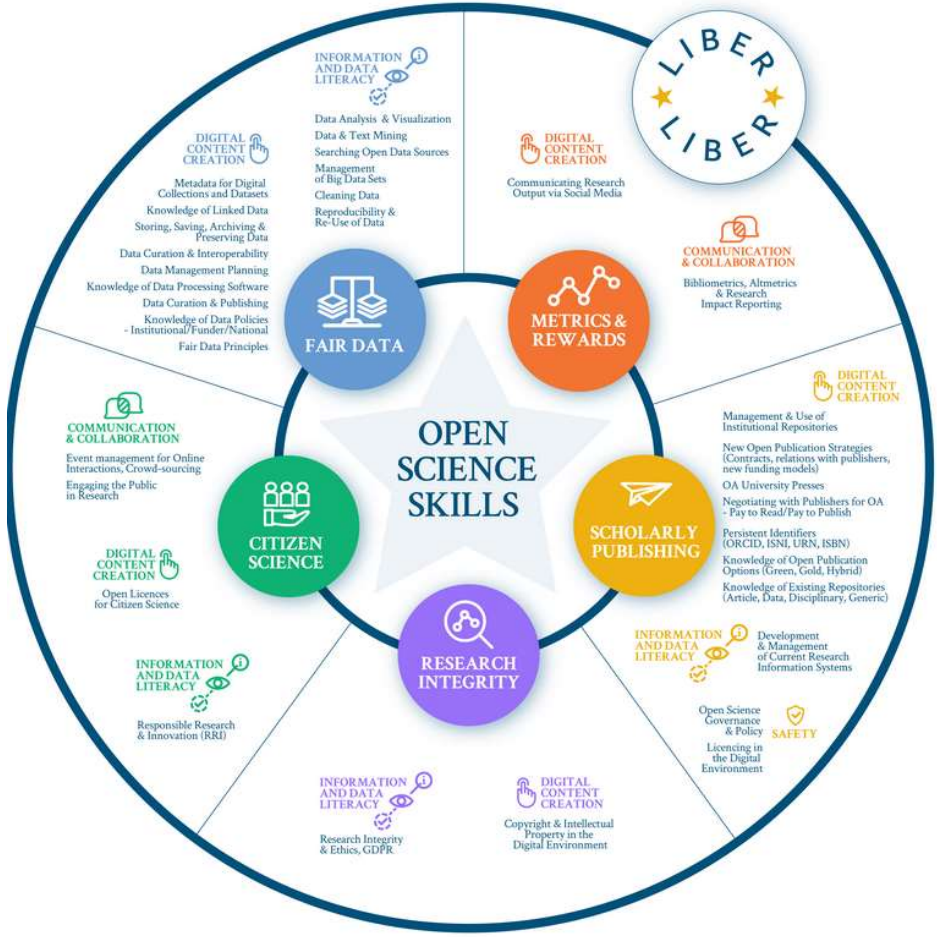 LIBER
LIBER
INFORMATION
AND DATA
LITERACY
Data Analysis & Visualization
Data & Text Mining
Searching Open Data Sources
Management
of Big Data Sets
Cleaning Data
Reproducibility &
Re-Use of Data
DIGITAL
CONTENT
CREATION
Metadata for Digital
Collections and Datasets
Knowledge of Linked Data
Storing, Saving, Archiving &
Preserving Data
Data Curation & Interoperability
Data Management Planning
Knowledge of Data Processing Software
Data Curation & Publishing
Knowledge of Data Policies
- Institutional/Funder/National
Fair Data Principles
FAIR DATA
DIGITAL
CONTENT
CREATION
Communicating Research
Output via Social Media
COMMUNICATION
& COLLABORATION
Bibliometrics, Altmetrics
& Research
Impact Reporting
METRICS &
REWARDS
OPEN
SCIENCE
SKILLS
DIGITAL
CONTENT
CREATION
Management & Use of
Institutional Repositories
New Open Publication Strategies
(Contracts, relations with publishers,
new funding models)
OA University Presses
Negotiating with Publishers for OA
- Pay to Read/Pay to Publish
Persistent Identifiers
(ORCID, ISNI, URN, ISBN)
Knowledge of Open Publication
Options (Green, Gold, Hybrid)
Knowledge of Existing Repositories
(Article, Data, Disciplinary, Generic)
SCHOLARLY
PUBLISHING
INFORMATION
AND DATA
LITERACY
Development
& Management
of Current Research
Information Systems
Open Science
Governance
& Policy
Licencing in
the Digital
Environment
SAFETY
COMMUNICATION
& COLLABORATION
Event management for Online
Interactions, Crowd-sourcing
Engaging the Public
in Research
CITIZEN
SCIENCE
DIGITAL
CONTENT
CREATION
Open Licences
for Citizen Science
INFORMATION
AND DATA
LITERACY
Responsible Research
& Innovation (RRI)
RESEARCH
INTEGRITY
INFORMATION
AND DATA
LITERACY
Research Integrity
& Ethics, GDPR
DIGITAL
CONTENT
CREATION
Copyright & Intellectual
Property in the
Digital Environment